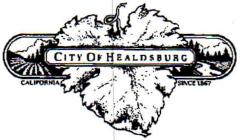 CITY OF HEALDSBURG
CALIFORNIA SINCE 1867